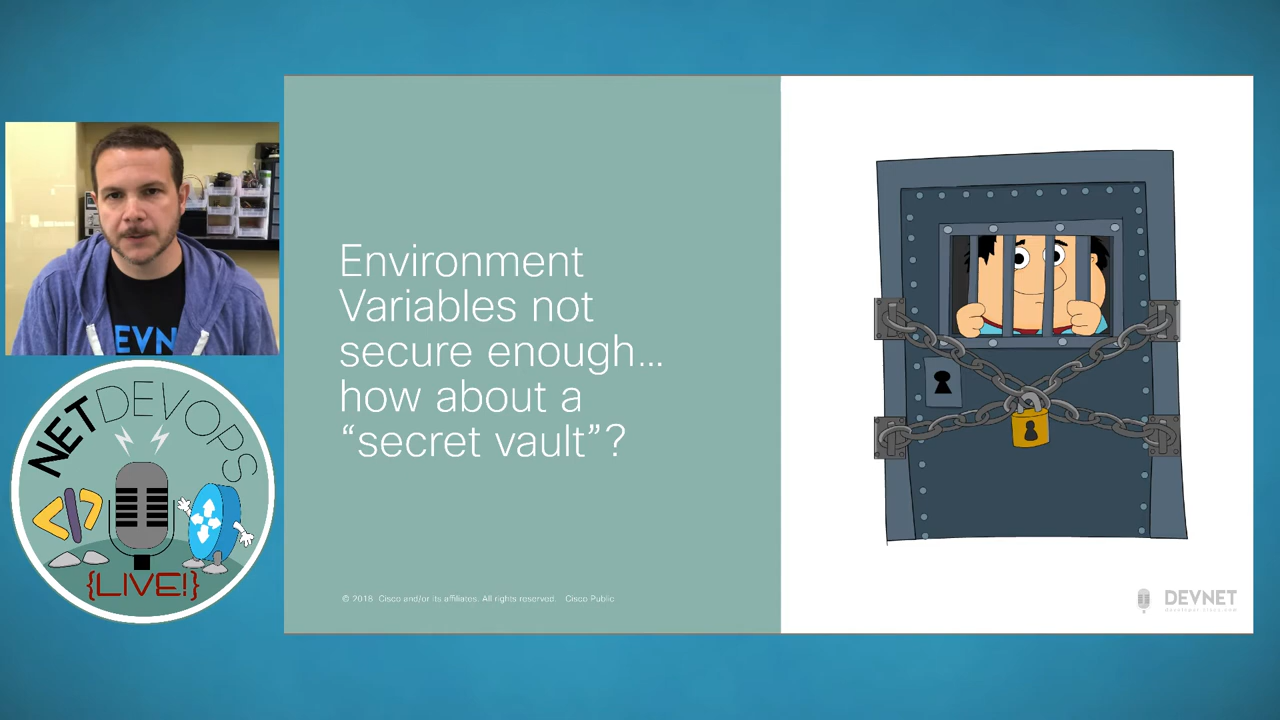 EVN
NETDEVOPS
{LIVE!}
Environment
Variables not
secure enough...
how about a
“secret vault”?
© 2018 Cisco and/or its affiliates. All rights reserved. Cisco Public
DEVNET